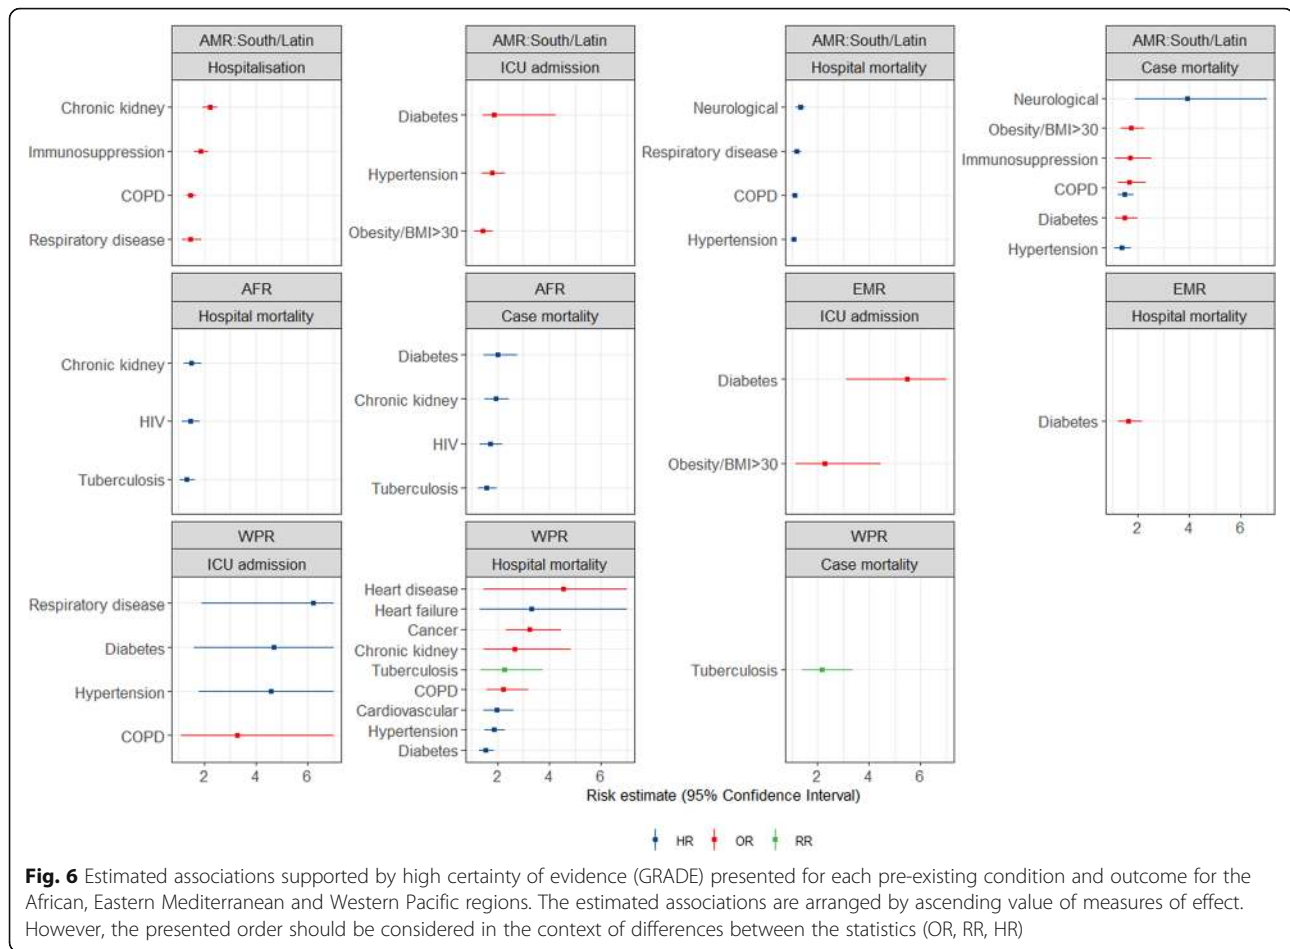 AMR:South/Latin
Hospitalisation
Chronic kidney
Immunosuppression
COPD
Respiratory disease
AMR:South/Latin
ICU admission
Diabetes
Hypertension
Obesity/BMI>30
AMR:South/Latin
Hospital mortality
Neurological
Respiratory disease
COPD
Hypertension
AMR:South/Latin
Case mortality
Neurological
Obesity/BMI>30
Immunosuppression
COPD
Diabetes
Hypertension
AFR
Hospital mortality
Chronic kidney
HIV
Tuberculosis
AFR
Case mortality
Diabetes
Chronic kidney
HIV
Tuberculosis
EMR
ICU admission
Diabetes
Obesity/BMI>30
EMR
Hospital mortality
Diabetes
2 4 6
WPR
ICU admission
Respiratory disease
Diabetes
Hypertension
COPD
2 4 6
WPR
Hospital mortality
Heart disease
Heart failure
Cancer
Chronic kidney
Tuberculosis
COPD
Cardiovascular
Hypertension
Diabetes
2 4 6
WPR
Case mortality
Tuberculosis
2 4 6
Risk estimate (95% Confidence Interval)
HR OR RR
Fig. 6 Estimated associations supported by high certainty of evidence (GRADE) presented for each pre-existing condition and outcome for the
African, Eastern Mediterranean and Western Pacific regions. The estimated associations are arranged by ascending value of measures of effect.
However, the presented order should be considered in the context of differences between the statistics (OR, RR, HR)